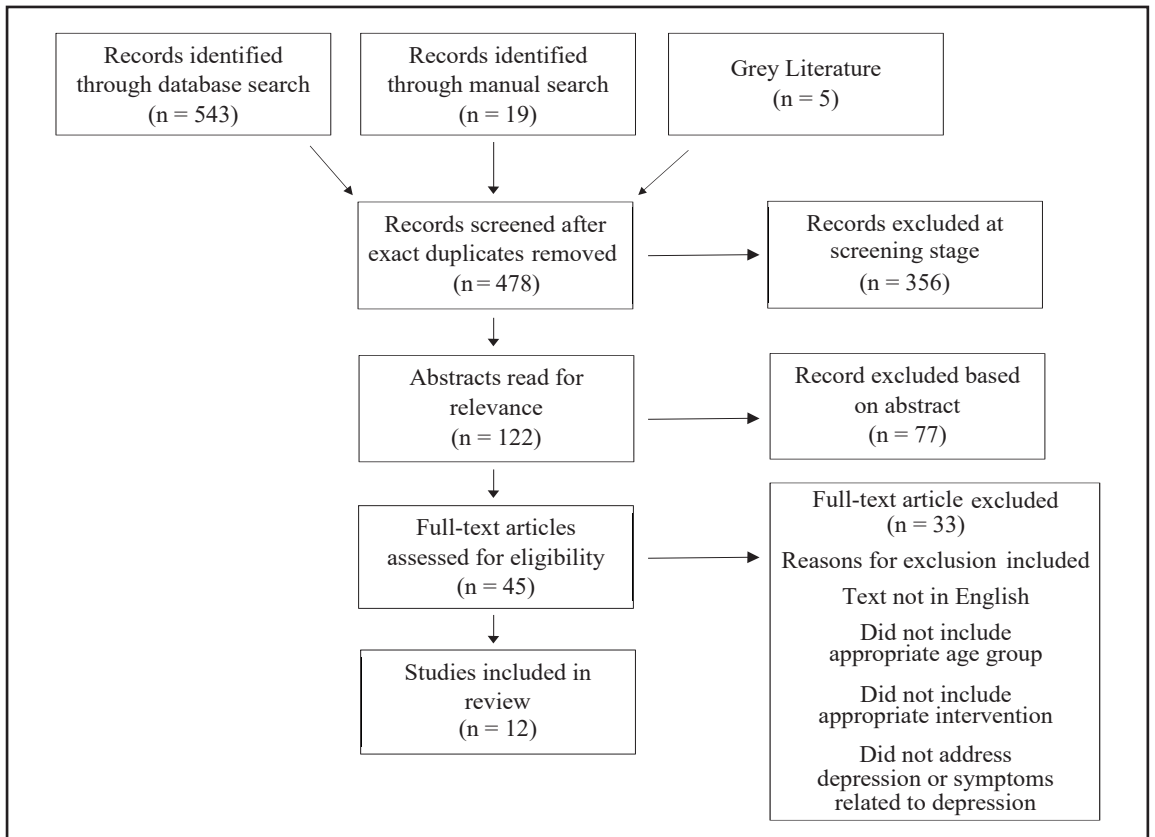 Records identified
through database search
(n = 543)
Records identified
through manual search
(n = 19)
Grey Literature
(n = 5)
Records screened after
exact duplicates removed
(n = 478)
Records excluded at
screening stage
(n = 356)
Abstracts read for
relevance
(n = 122)
Record excluded based
on abstract
(n = 77)
Full-text articles
assessed for eligibility
(n = 45)
Full-text article excluded
(n = 33)
Reasons for exclusion included
Text not in English
Did not include
appropriate age group
Did not include
appropriate intervention
Did not address
depression or symptoms
related to depression
Studies included in
review
(n = 12)